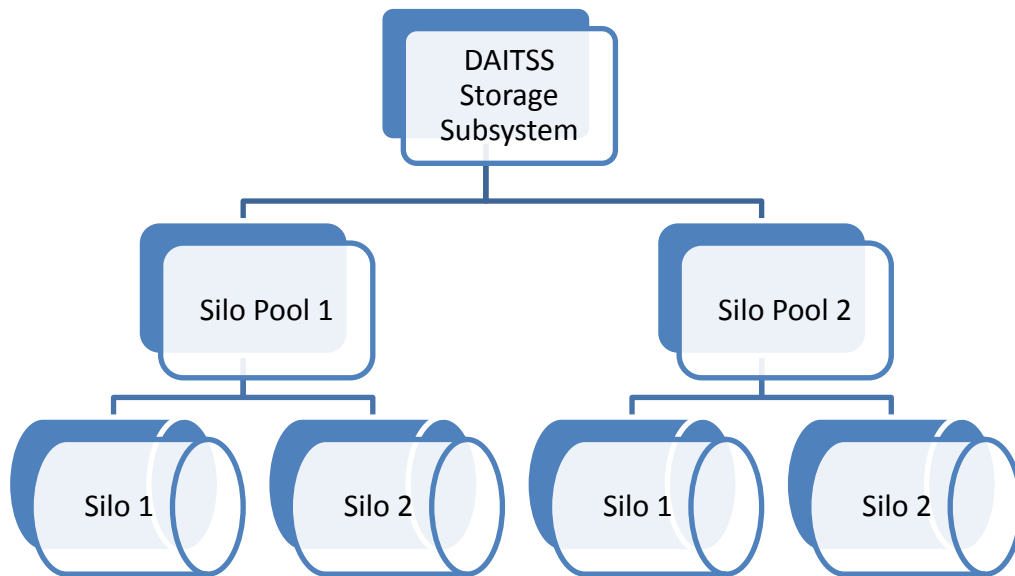 DAITSS
Storage
Subsystem
Silo Pool 1
Silo Pool 2
Silo 1
Silo 2
Silo 1
Silo 2